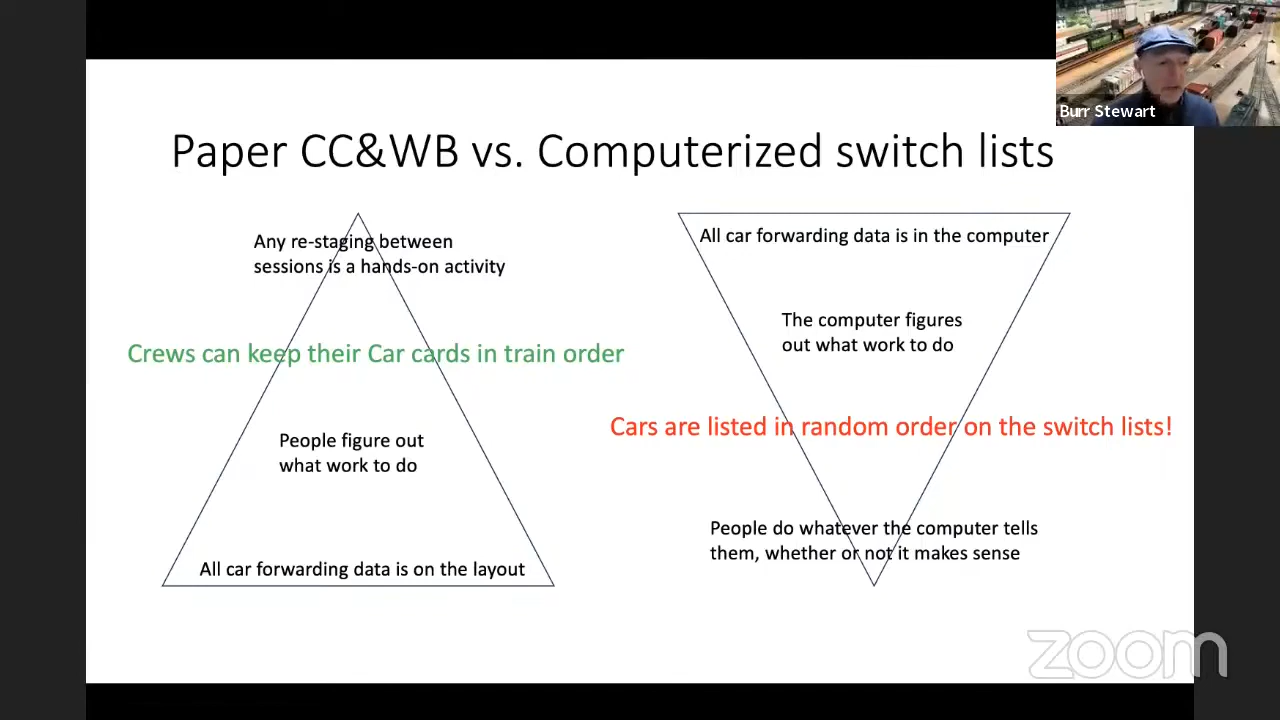 Burr Stewart
Paper CC&WB vs. Computerized switch lists
Any re-staging between
sessions is a hands-on activity
Crews can keep their Car cards in train order
People figure out
what work to do
All car forwarding data is on the layout
All car forwarding data is in the computer
The computer figures
out what work to do
Cars are listed in random order on the switch lists!
People do whatever the computer tells
them, whether or not it makes sense
zoom